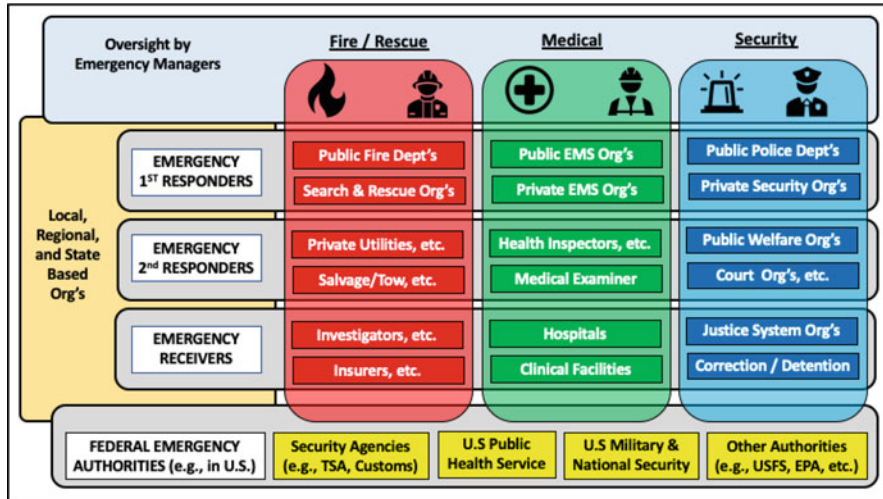 Oversight by
Emergency Managers
Fire / Rescue
Medical
Security
Local,
Regional,
and State
Based
Org's
EMERGENCY
1ST RESPONDERS
Public Fire Dept's
Search & Rescue Org's
Public EMS Org's
Private EMS Org's
Public Police Dept's
Private Security Org's
EMERGENCY
2nd RESPONDERS
Private Utilities, etc.
Salvage/Tow, etc.
Health Inspectors, etc.
Medical Examiner
Public Welfare Org's
Court Org's, etc.
EMERGENCY
RECEIVERS
Investigators, etc.
Insurers, etc.
Hospitals
Clinical Facilities
Justice System Org's
Correction / Detention
FEDERAL EMERGENCY
AUTHORITIES (e.g., in U.S.)
Security Agencies
(e.g., TSA, Customs)
U.S Public
Health Service
U.S Military &
National Security
Other Authorities
(e.g., USFS, EPA, etc.)